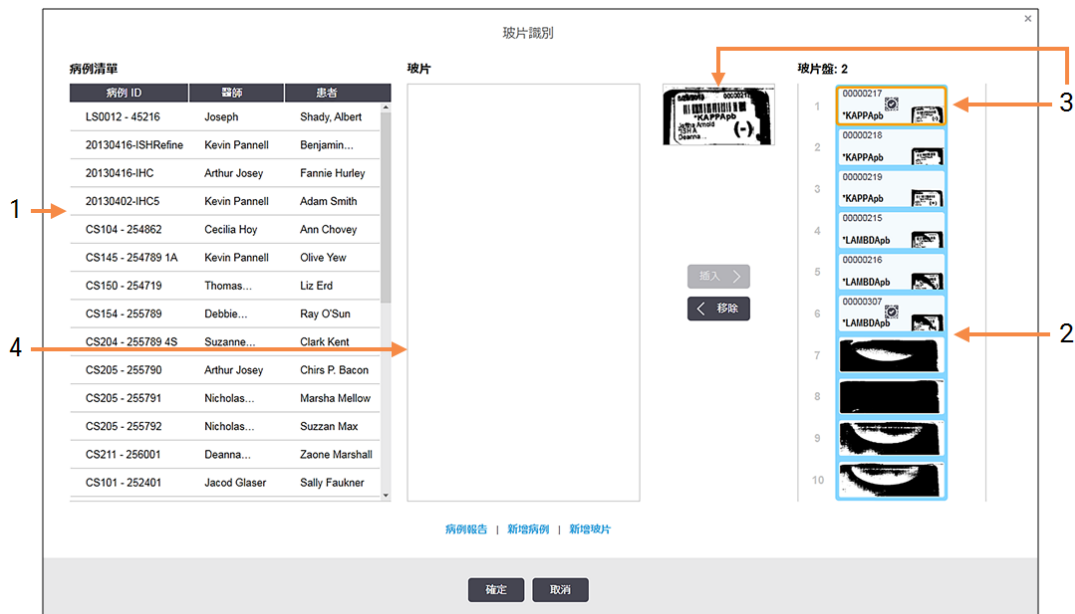 ×
玻片識別
病例清單
玻片
玻片盤: 2
病例 ID 醫師 患者
LS0012 - 45216 Joseph Shady, Albert
20130416-ISHRefine Kevin Pannell Benjamin...
20130416-IHC Arthur Josey Fannie Hurley
20130402-IHC5 Kevin Pannell Adam Smith
CS104 - 254862 Cecilia Hoy Ann Chovey
CS145 - 254789 1A Kevin Pannell Olive Yew
CS150 - 254719 Thomas... Liz Erd
CS154 - 255789 Debbie... Ray O'Sun
CS204 - 255789 4S Suzanne... Clark Kent
CS205 - 255790 Arthur Josey Chirs P. Bacon
CS205 - 255791 Nicholas... Marsha Mellow
CS205 - 255792 Nicholas... Suzzan Max
CS211 - 256001 Deanna... Zaone Marshall
CS101 - 252401 Jacod Glaser Sally Faukner
*KAPPApb
Jetha Arnold
*ISH A
Deanna...
(-)
插入 >
< 移除
1 00000217
*KAPPApb
2 00000218
*KAPPApb
3 00000219
*KAPPApb
4 00000215
*LAMBDApb
5 00000216
*LAMBDApb
6 00000307
*LAMBDApb
7
8
9
10
病例報告 | 新增病例 | 新增玻片
確定 取消
1
2
3
4